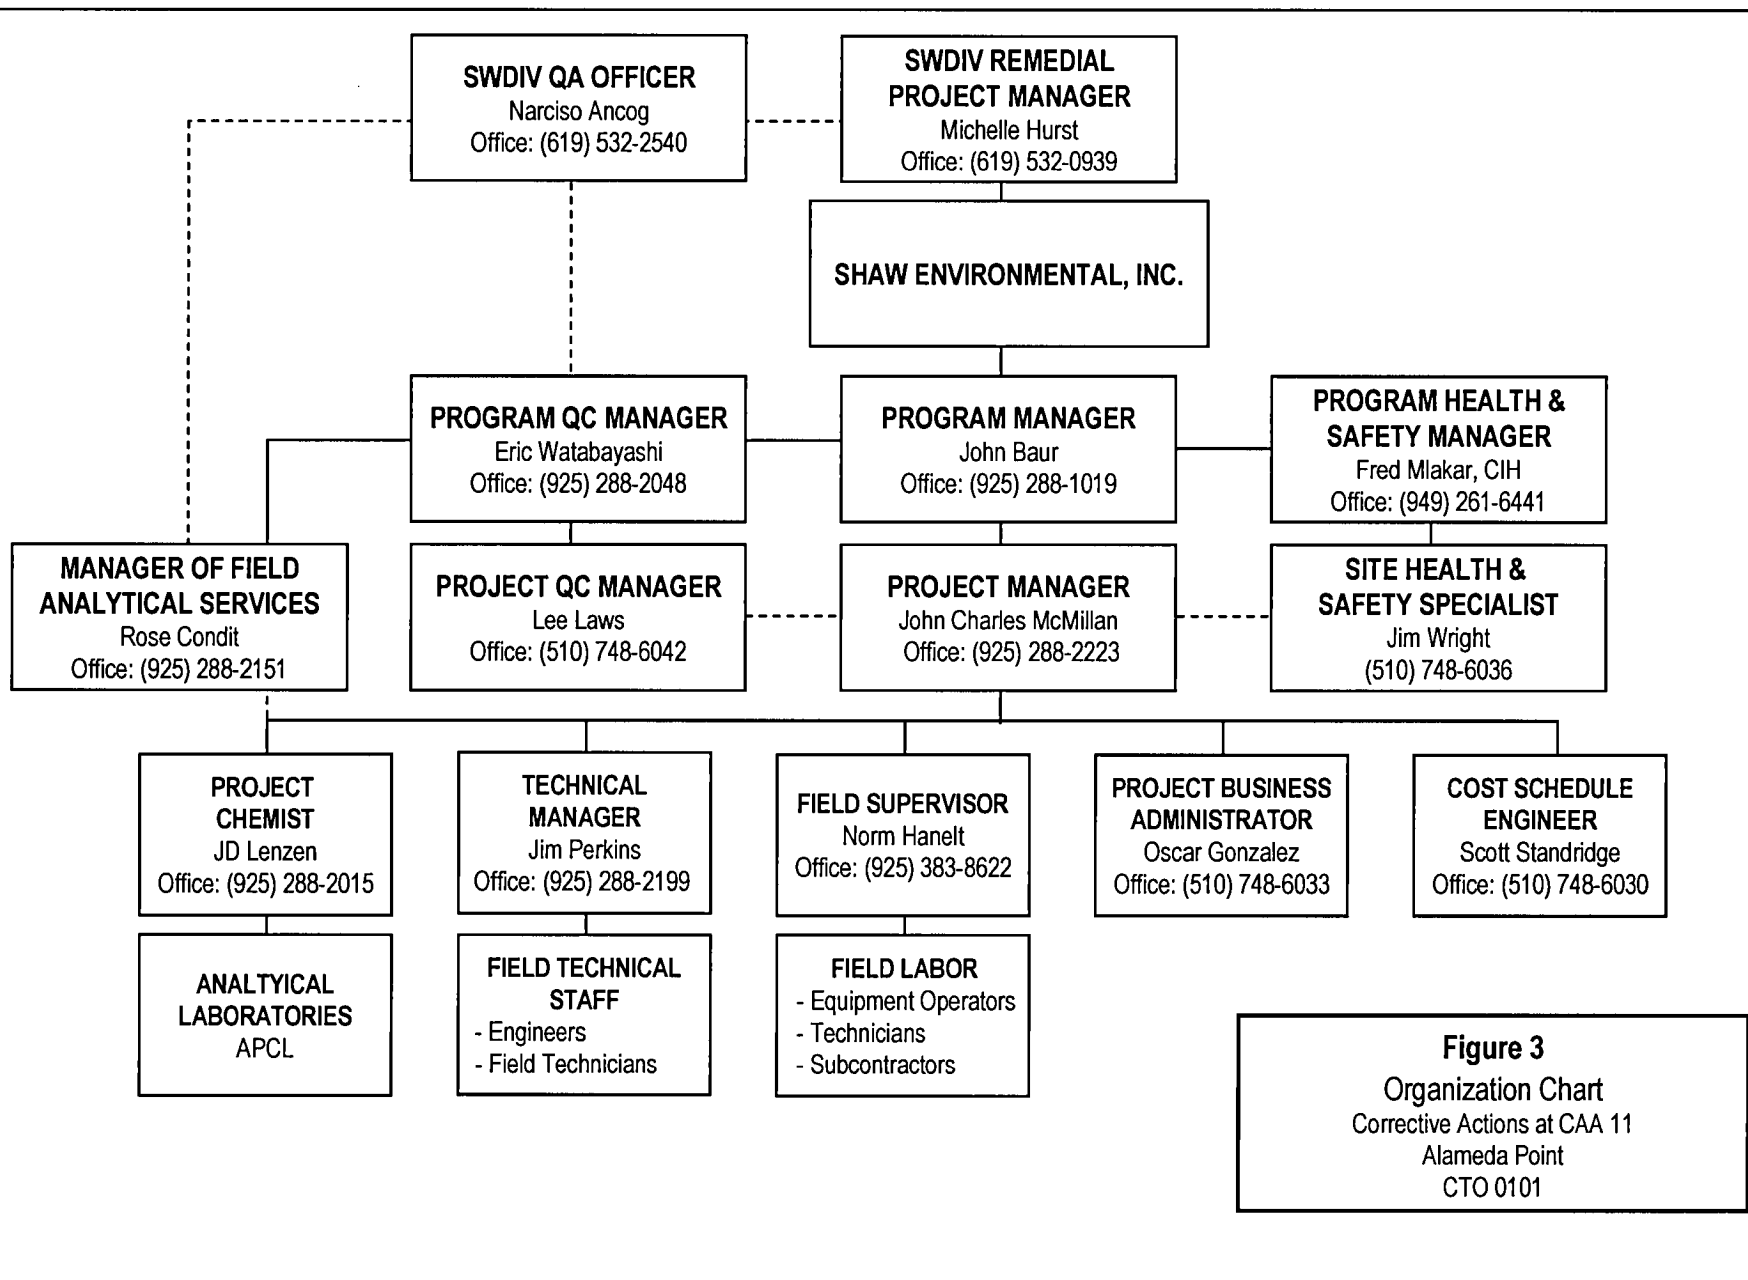 SWDIV QA OFFICER
Narciso Ancog
Office: (619) 532-2540
SWDIV REMEDIAL
PROJECT MANAGER
Michelle Hurst
Office: (619) 532-0939
SHAW ENVIRONMENTAL, INC.
PROGRAM QC MANAGER
Eric Watabayashi
Office: (925) 288-2048
PROGRAM MANAGER
John Baur
Office: (925) 288-1019
PROGRAM HEALTH &
SAFETY MANAGER
Fred Mlakar, CIH
Office: (949) 261-6441
MANAGER OF FIELD
ANALYTICAL SERVICES
Rose Condit
Office: (925) 288-2151
PROJECT QC MANAGER
Lee Laws
Office: (510) 748-6042
PROJECT MANAGER
John Charles McMillan
Office: (925) 288-2223
SITE HEALTH &
SAFETY SPECIALIST
Jim Wright
(510) 748-6036
PROJECT
CHEMIST
JD Lenzen
Office: (925) 288-2015
TECHNICAL
MANAGER
Jim Perkins
Office: (925) 288-2199
FIELD SUPERVISOR
Norm Hanelt
Office: (925) 383-8622
PROJECT BUSINESS
ADMINISTRATOR
Oscar Gonzalez
Office: (510) 748-6033
COST SCHEDULE
ENGINEER
Scott Standridge
Office: (510) 748-6030
ANALTYICAL
LABORATORIES
APCL
FIELD TECHNICAL
STAFF
- Engineers
- Field Technicians
FIELD LABOR
- Equipment Operators
- Technicians
- Subcontractors
Figure 3
Organization Chart
Corrective Actions at CAA 11
Alameda Point
CTO 0101